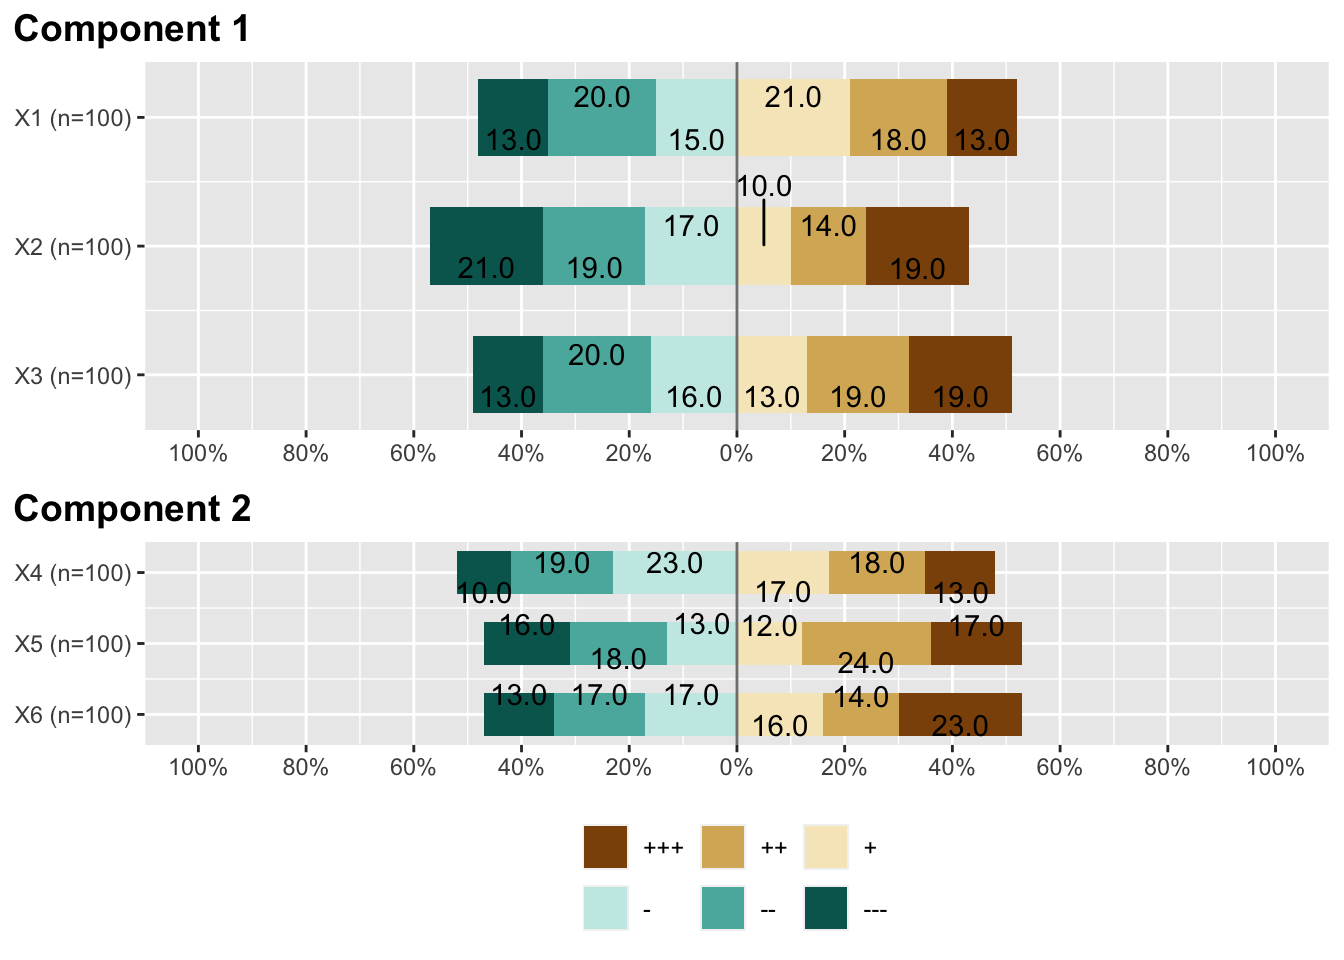 Component 1
20.0 21.0
X1 (n=100)
13.0 15.0 18.0 13.0
10.0
17.0 14.0
X2 (n=100)
21.0 19.0 19.0
20.0
X3 (n=100)
13.0 16.0 13.0 19.0 19.0
100% 80% 60% 40% 20% 0% 20% 40% 60% 80% 100%
Component 2
19.0 23.0 18.0
X4 (n=100)
10.0 17.0 13.0
16.0 13.0 12.0 17.0
X5 (n=100)
18.0 24.0
13.0 17.0 17.0 14.0
X6 (n=100)
16.0 23.0
100% 80% 60% 40% 20% 0% 20% 40% 60% 80% 100%
+++ ++ +
- -- ---